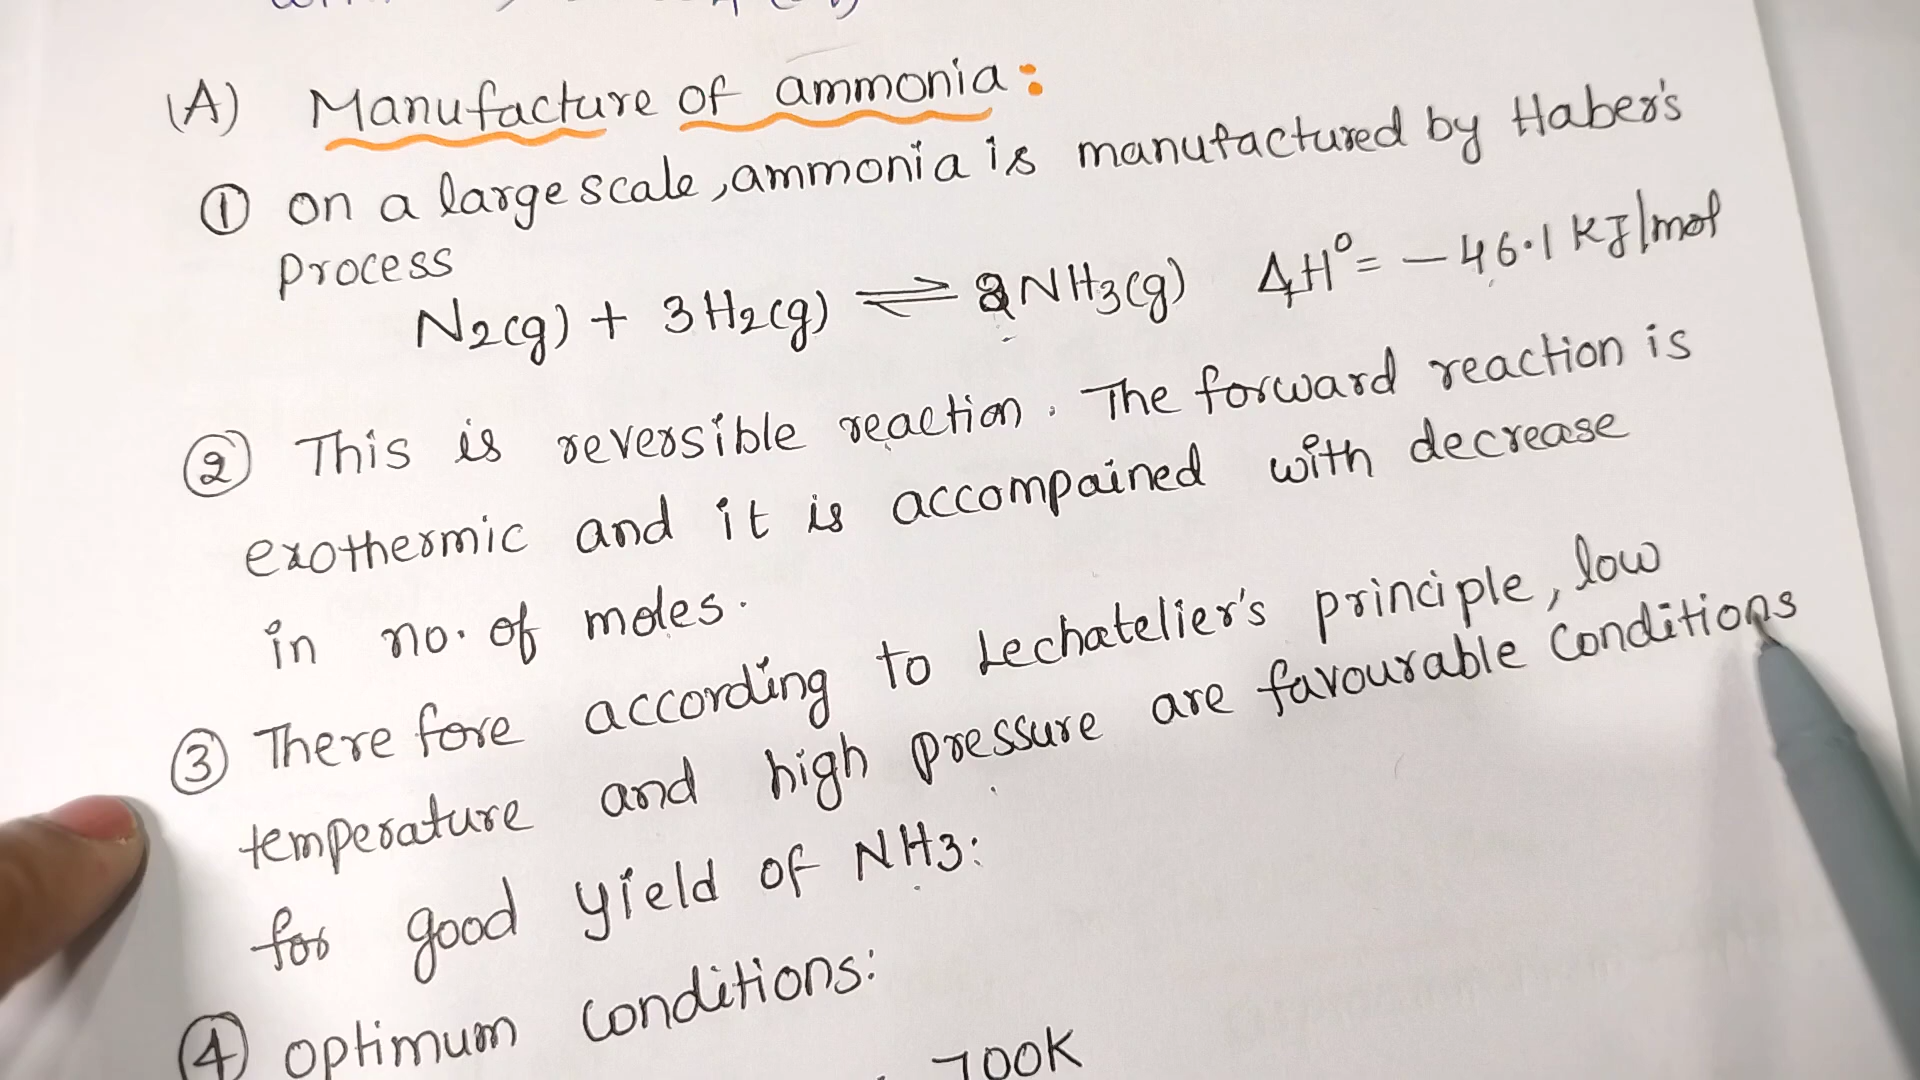 (A) Manufacture of ammonia:
① on a large scale, ammonia is manufactured by Haber's
process
N2(g) + 3H2(g) ⇌ 2NH3(g) ΔH°= -46.1 KJ/mol
② This is reversible reaction. The forward reaction is
exothermic and it is accompained with decrease
in no. of moles.
③ There fore according to Lechatelier's principle, low
temperature and high pressure are favourable conditions
for good yield of NH3:
④ optimum conditions:
700K